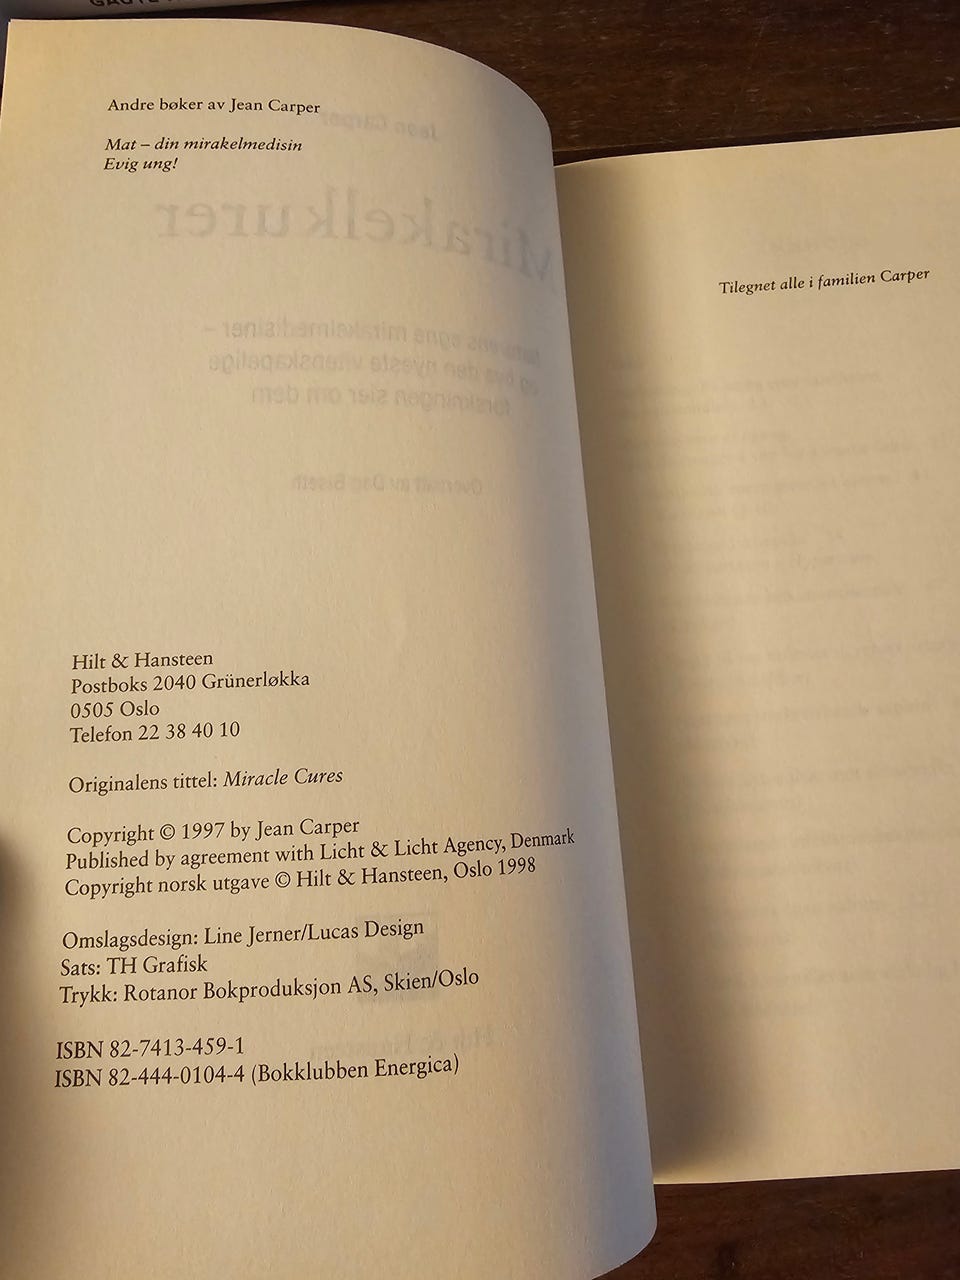 Andre bøker av Jean Carper
Mat – din mirakelmedisin
Evig ung!
Mirakelkurer
Hilt & Hansteen
Postboks 2040 Grünerløkka
0505 Oslo
Telefon 22 38 40 10
Originalens tittel: Miracle Cures
Copyright © 1997 by Jean Carper
Published by agreement with Licht & Licht Agency, Denmark
Copyright norsk utgave © Hilt & Hansteen, Oslo 1998
Omslagsdesign: Line Jerner/Lucas Design
Sats: TH Grafisk
Trykk: Rotanor Bokproduksjon AS, Skien/Oslo
ISBN 82-7413-459-1
ISBN 82-444-0104-4 (Bokklubben Energica)
Tilegnet alle i familien Carper